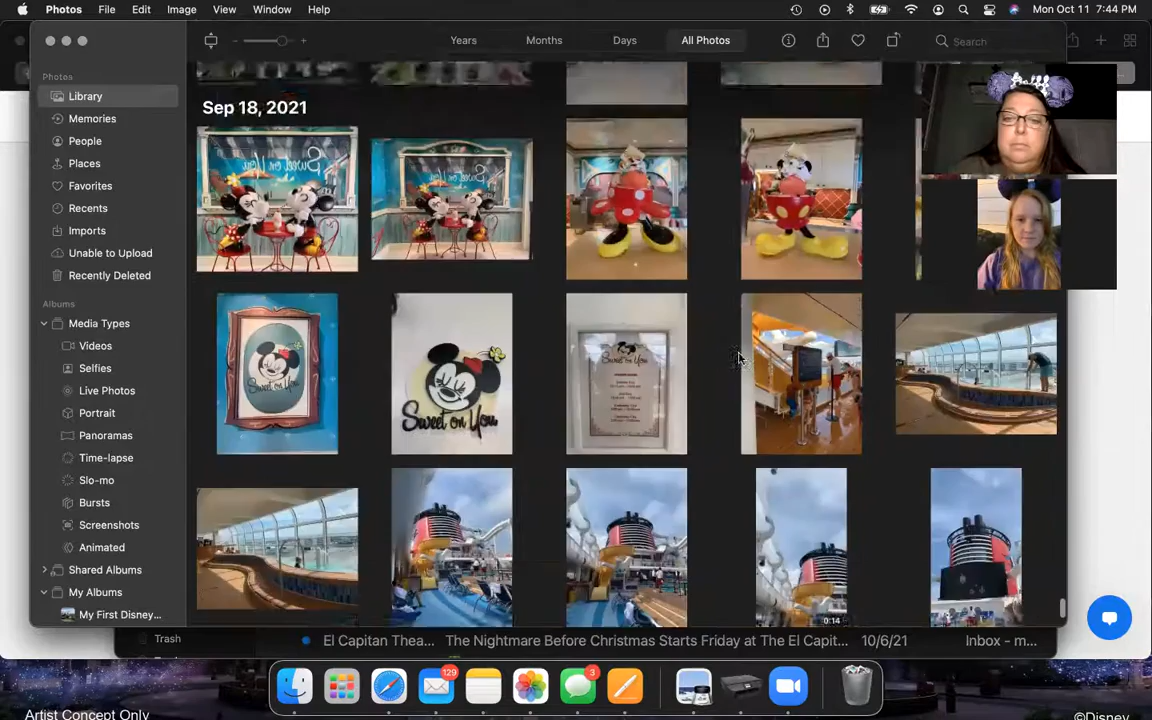 Photos File Edit Image View Window Help
Mon Oct 11 7:44 PM
Years Months Days All Photos
Search
Photos
Library
Memories
People
Places
Favorites
Recents
Imports
Unable to Upload
Recently Deleted
Albums
Media Types
Videos
Selfies
Live Photos
Portrait
Panoramas
Time-lapse
Slo-mo
Bursts
Screenshots
Animated
Shared Albums
My Albums
My First Disney...
Sep 18, 2021
Sweet on You
Sweet on You
Sweet on You
0:14
Trash
El Capitan Thea... The Nightmare Before Christmas Starts Friday at The El Capit... 10/6/21 Inbox – m...
129
3
Artist Concept Only
©Disney